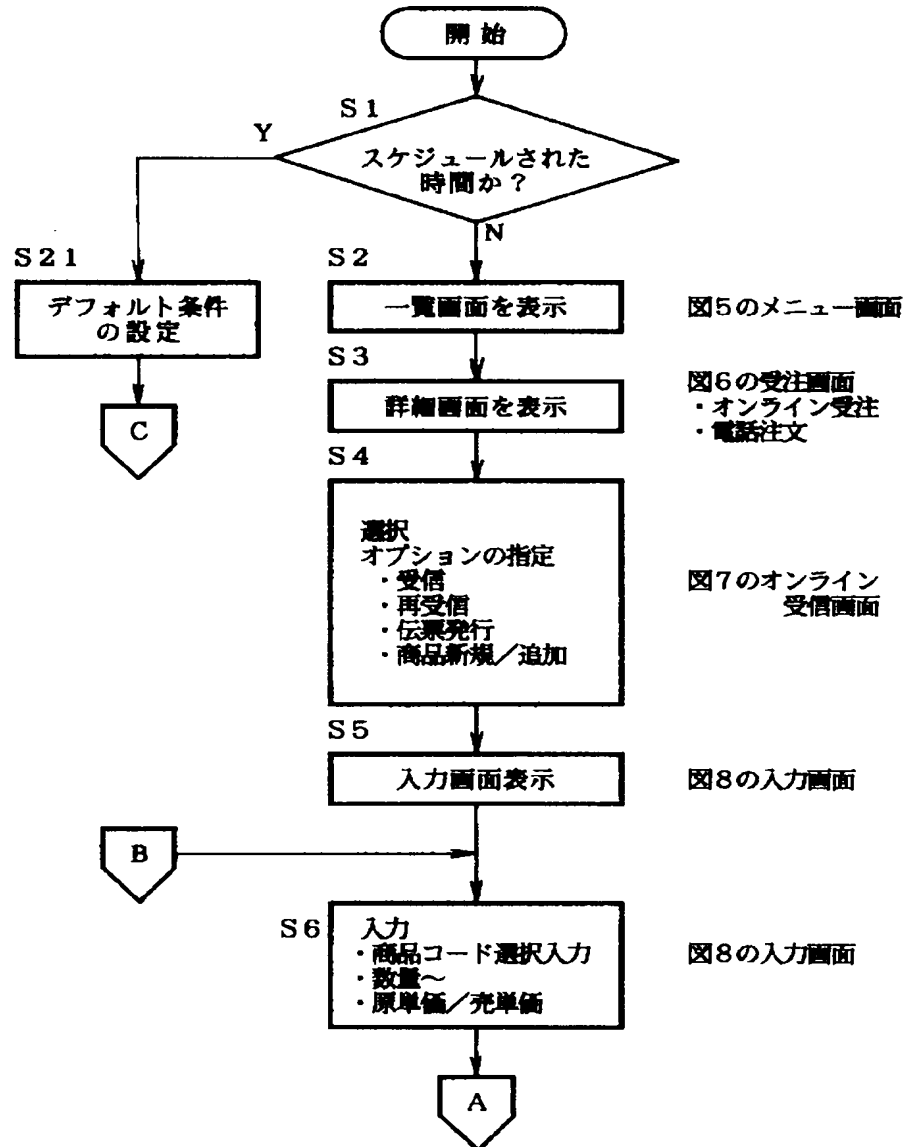 開始
S1
Y
スケジュールされた
時間か？
N
S21
デフォルト条件
の設定
C
S2
一覧画面を表示
図5のメニュー画面
S3
詳細画面を表示
図6の受注画面
・オンライン受注
・電話注文
S4
選択
オプションの指定
・受信
・再受信
・伝票発行
・商品新規／追加
図7のオンライン
受信画面
S5
入力画面表示
図8の入力画面
B
S6
入力
・商品コード選択入力
・数量～
・原単価／売単価
図8の入力画面
A